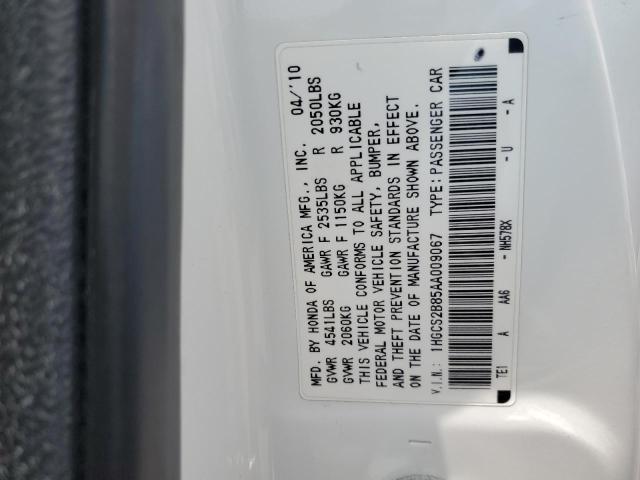 MFD. BY HONDA OF AMERICA MFG., INC. 04/'10
GVWR 4541LBS GAWR F 2535LBS R 2050LBS
GVWR 2060KG GAWR F 1150KG R 930KG
THIS VEHICLE CONFORMS TO ALL APPLICABLE
FEDERAL MOTOR VEHICLE SAFETY, BUMPER,
AND THEFT PREVENTION STANDARDS IN EFFECT
ON THE DATE OF MANUFACTURE SHOWN ABOVE.
V.I.N.: 1HGCS2B85AA009067 TYPE:PASSENGER CAR
TE1 A AA6 - NH578X - U - A